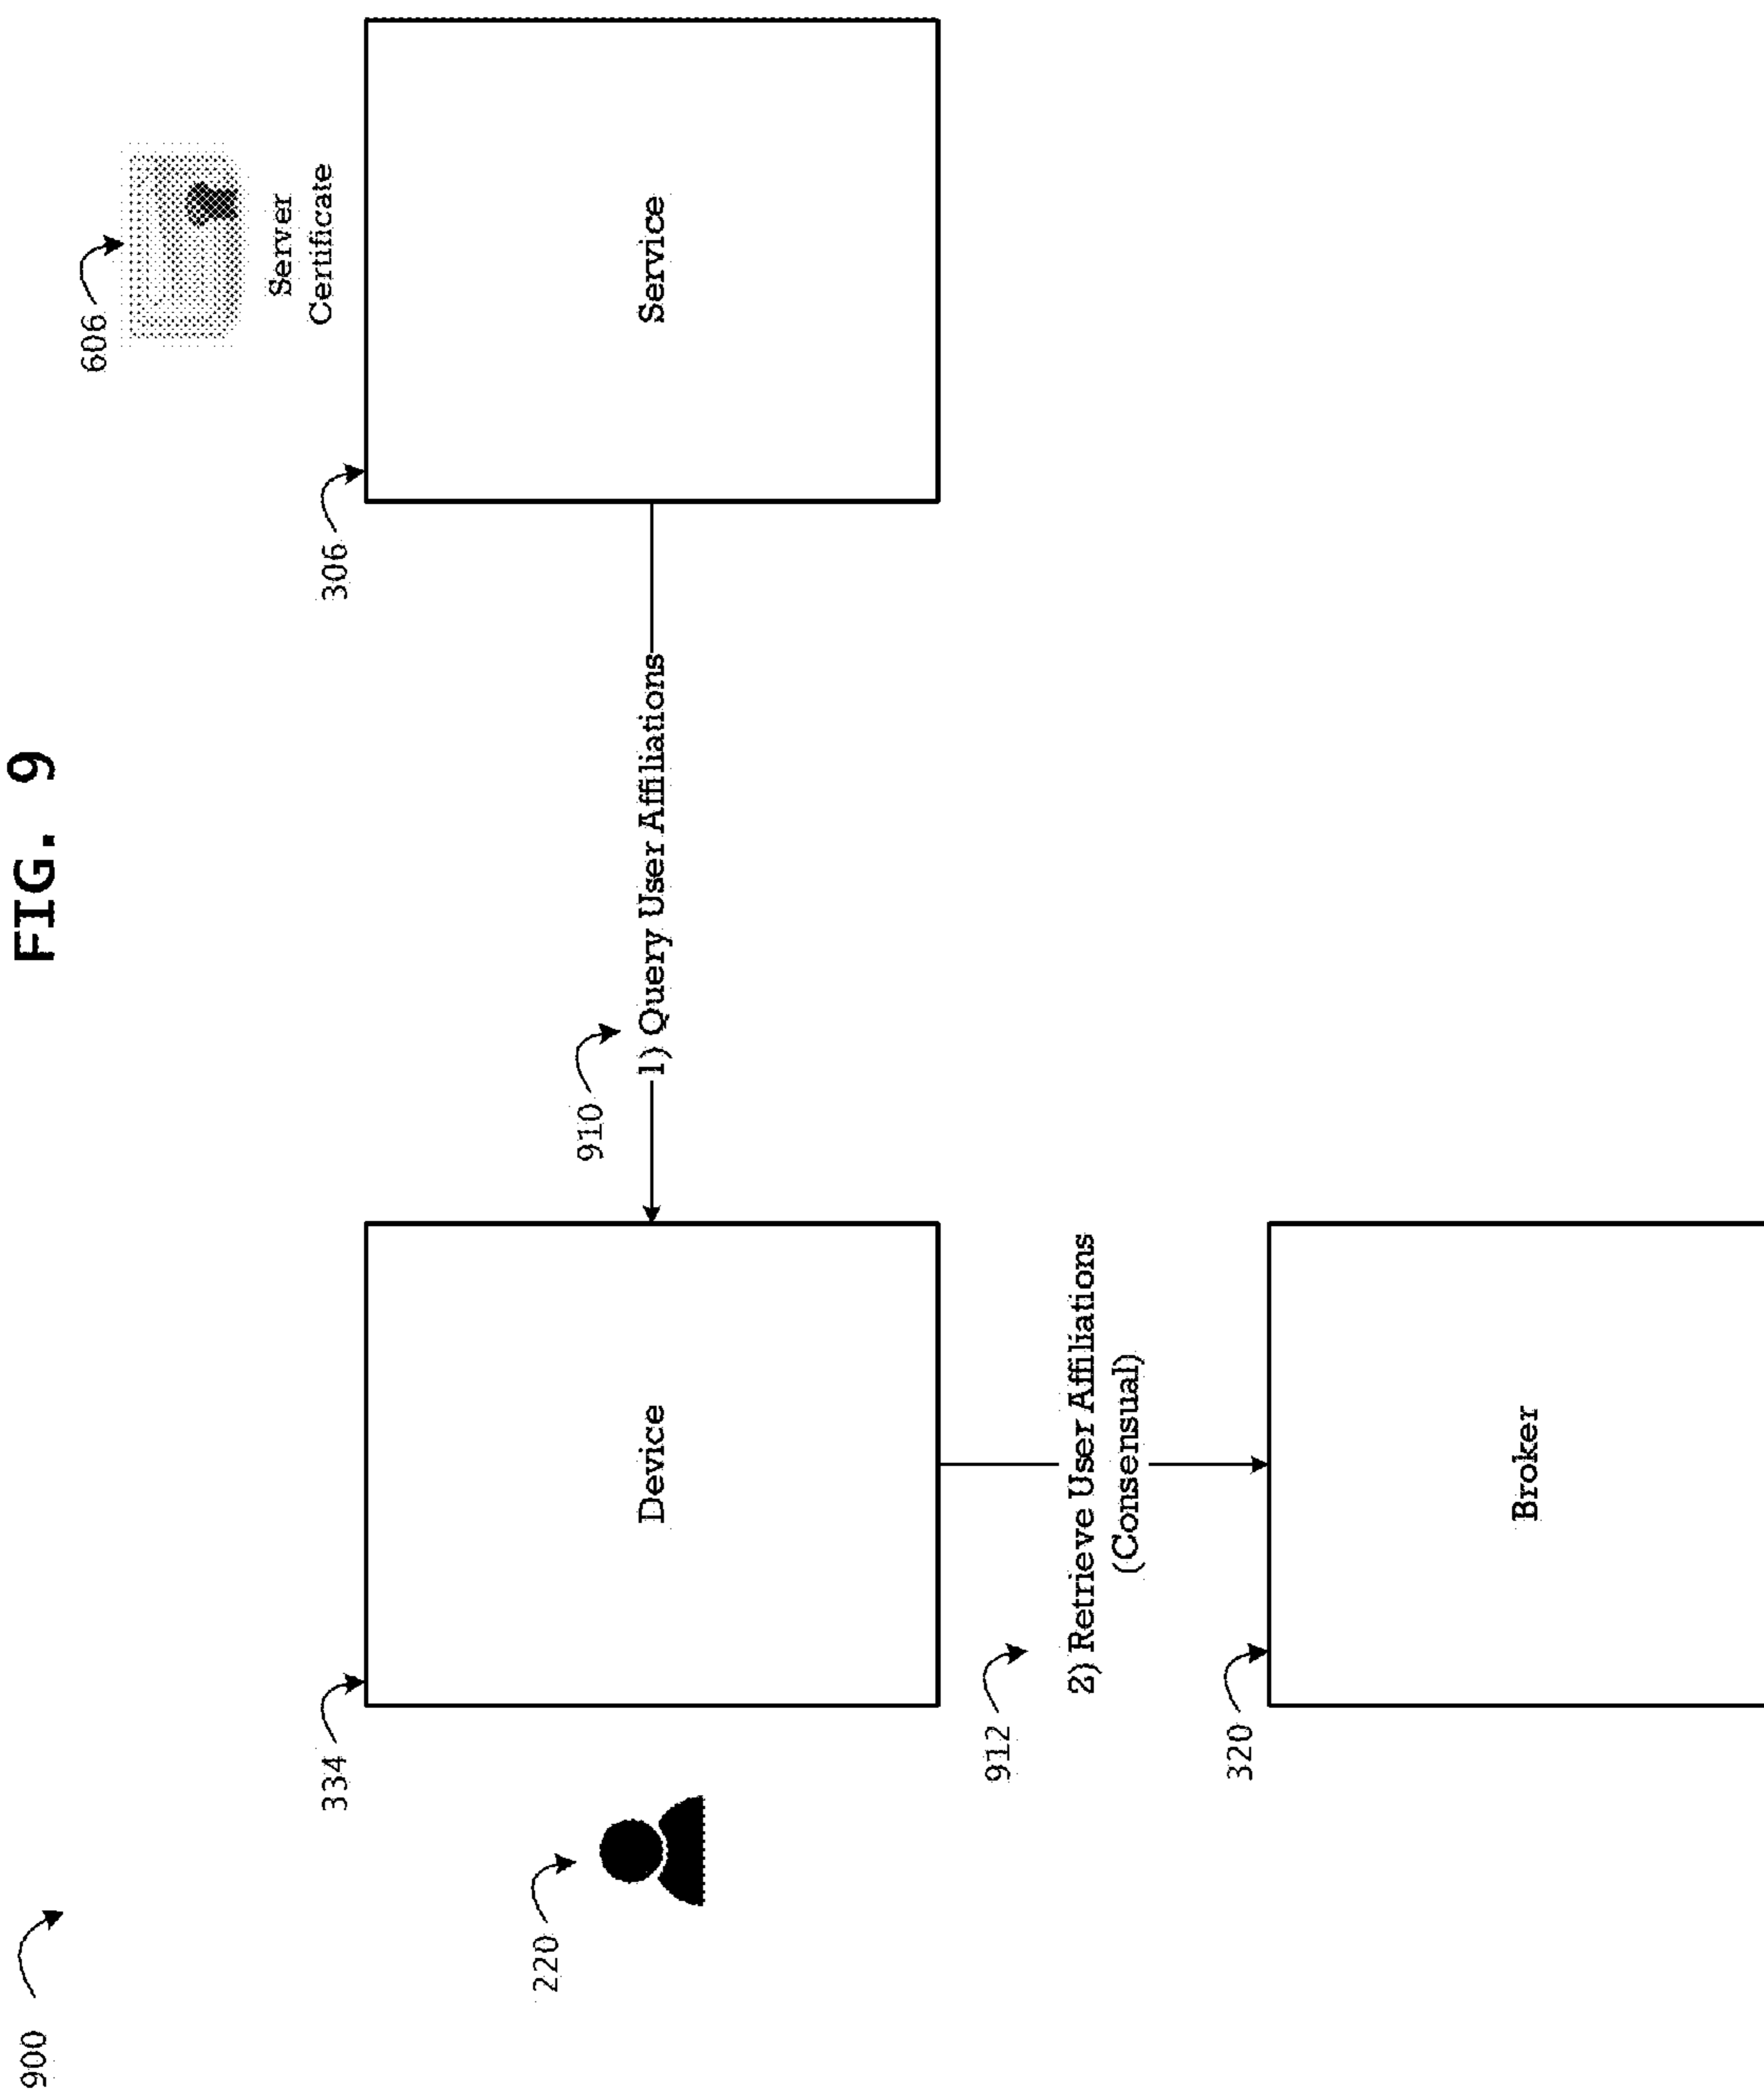 FIG. 9
900
606
Server
Certificate
334
306
Device
Service
220
910
1) Query User Affiliations
912
2) Retrieve User Affiliations
(Consensual)
320
Broker